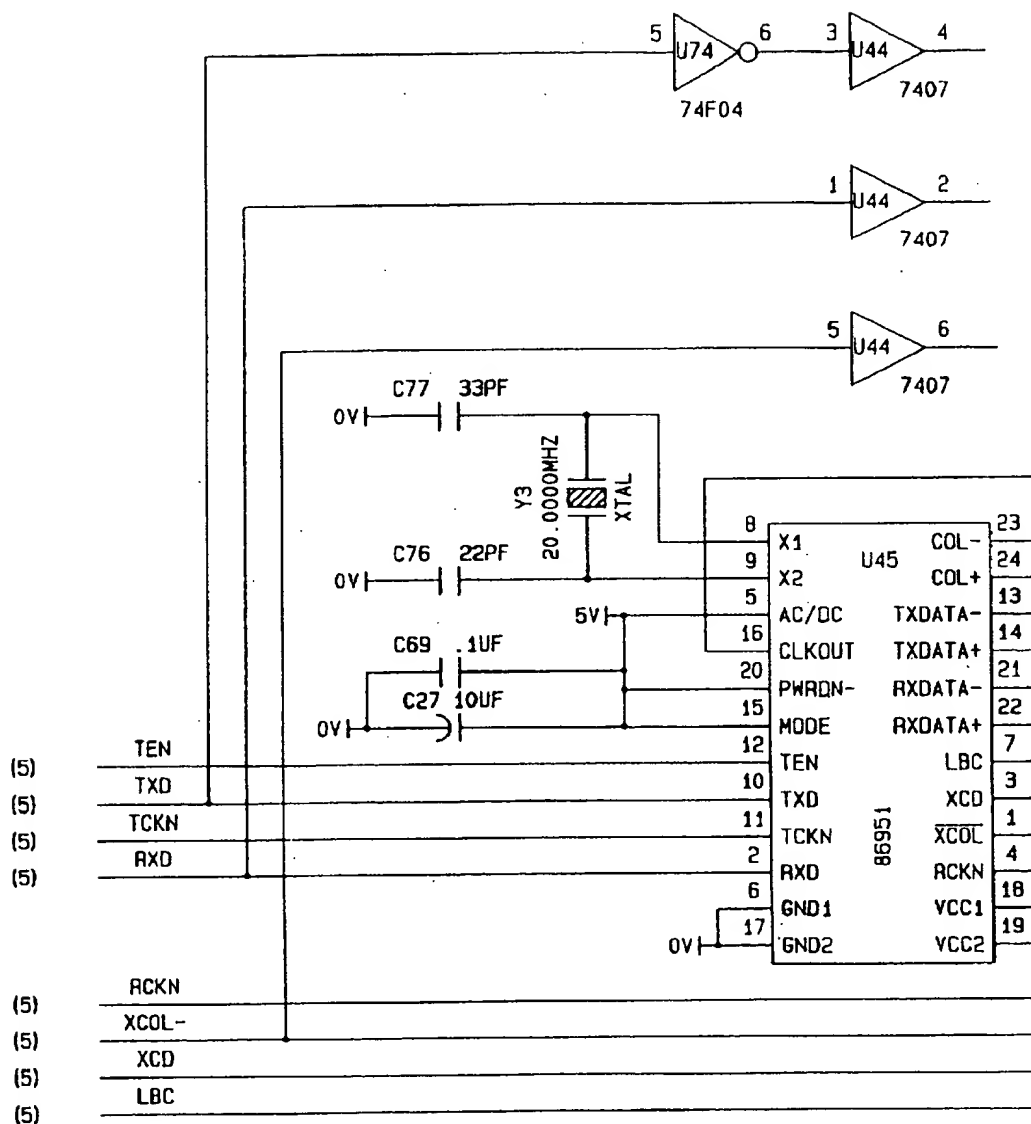 5 U74 6 3 U44 4
74F04 7407
1 U44 2
7407
5 U44 6
7407
C77 33PF
0V
Y3
20.0000MHZ
XTAL
C76 22PF
0V
5V
C69 .1UF
C27 10UF
0V
U45
86951
8 X1 COL- 23
9 X2 COL+ 24
5 AC/DC TXDATA- 13
16 CLKOUT TXDATA+ 14
20 PWRDN- RXDATA- 21
15 MODE RXDATA+ 22
12 TEN LBC 7
10 TXD XCD 3
11 TCKN XCOL 1
2 RXD RCKN 4
6 GND1 VCC1 18
17 GND2 VCC2 19
0V
(5) TEN
(5) TXD
(5) TCKN
(5) RXD
(5) RCKN
(5) XCOL-
(5) XCD
(5) LBC